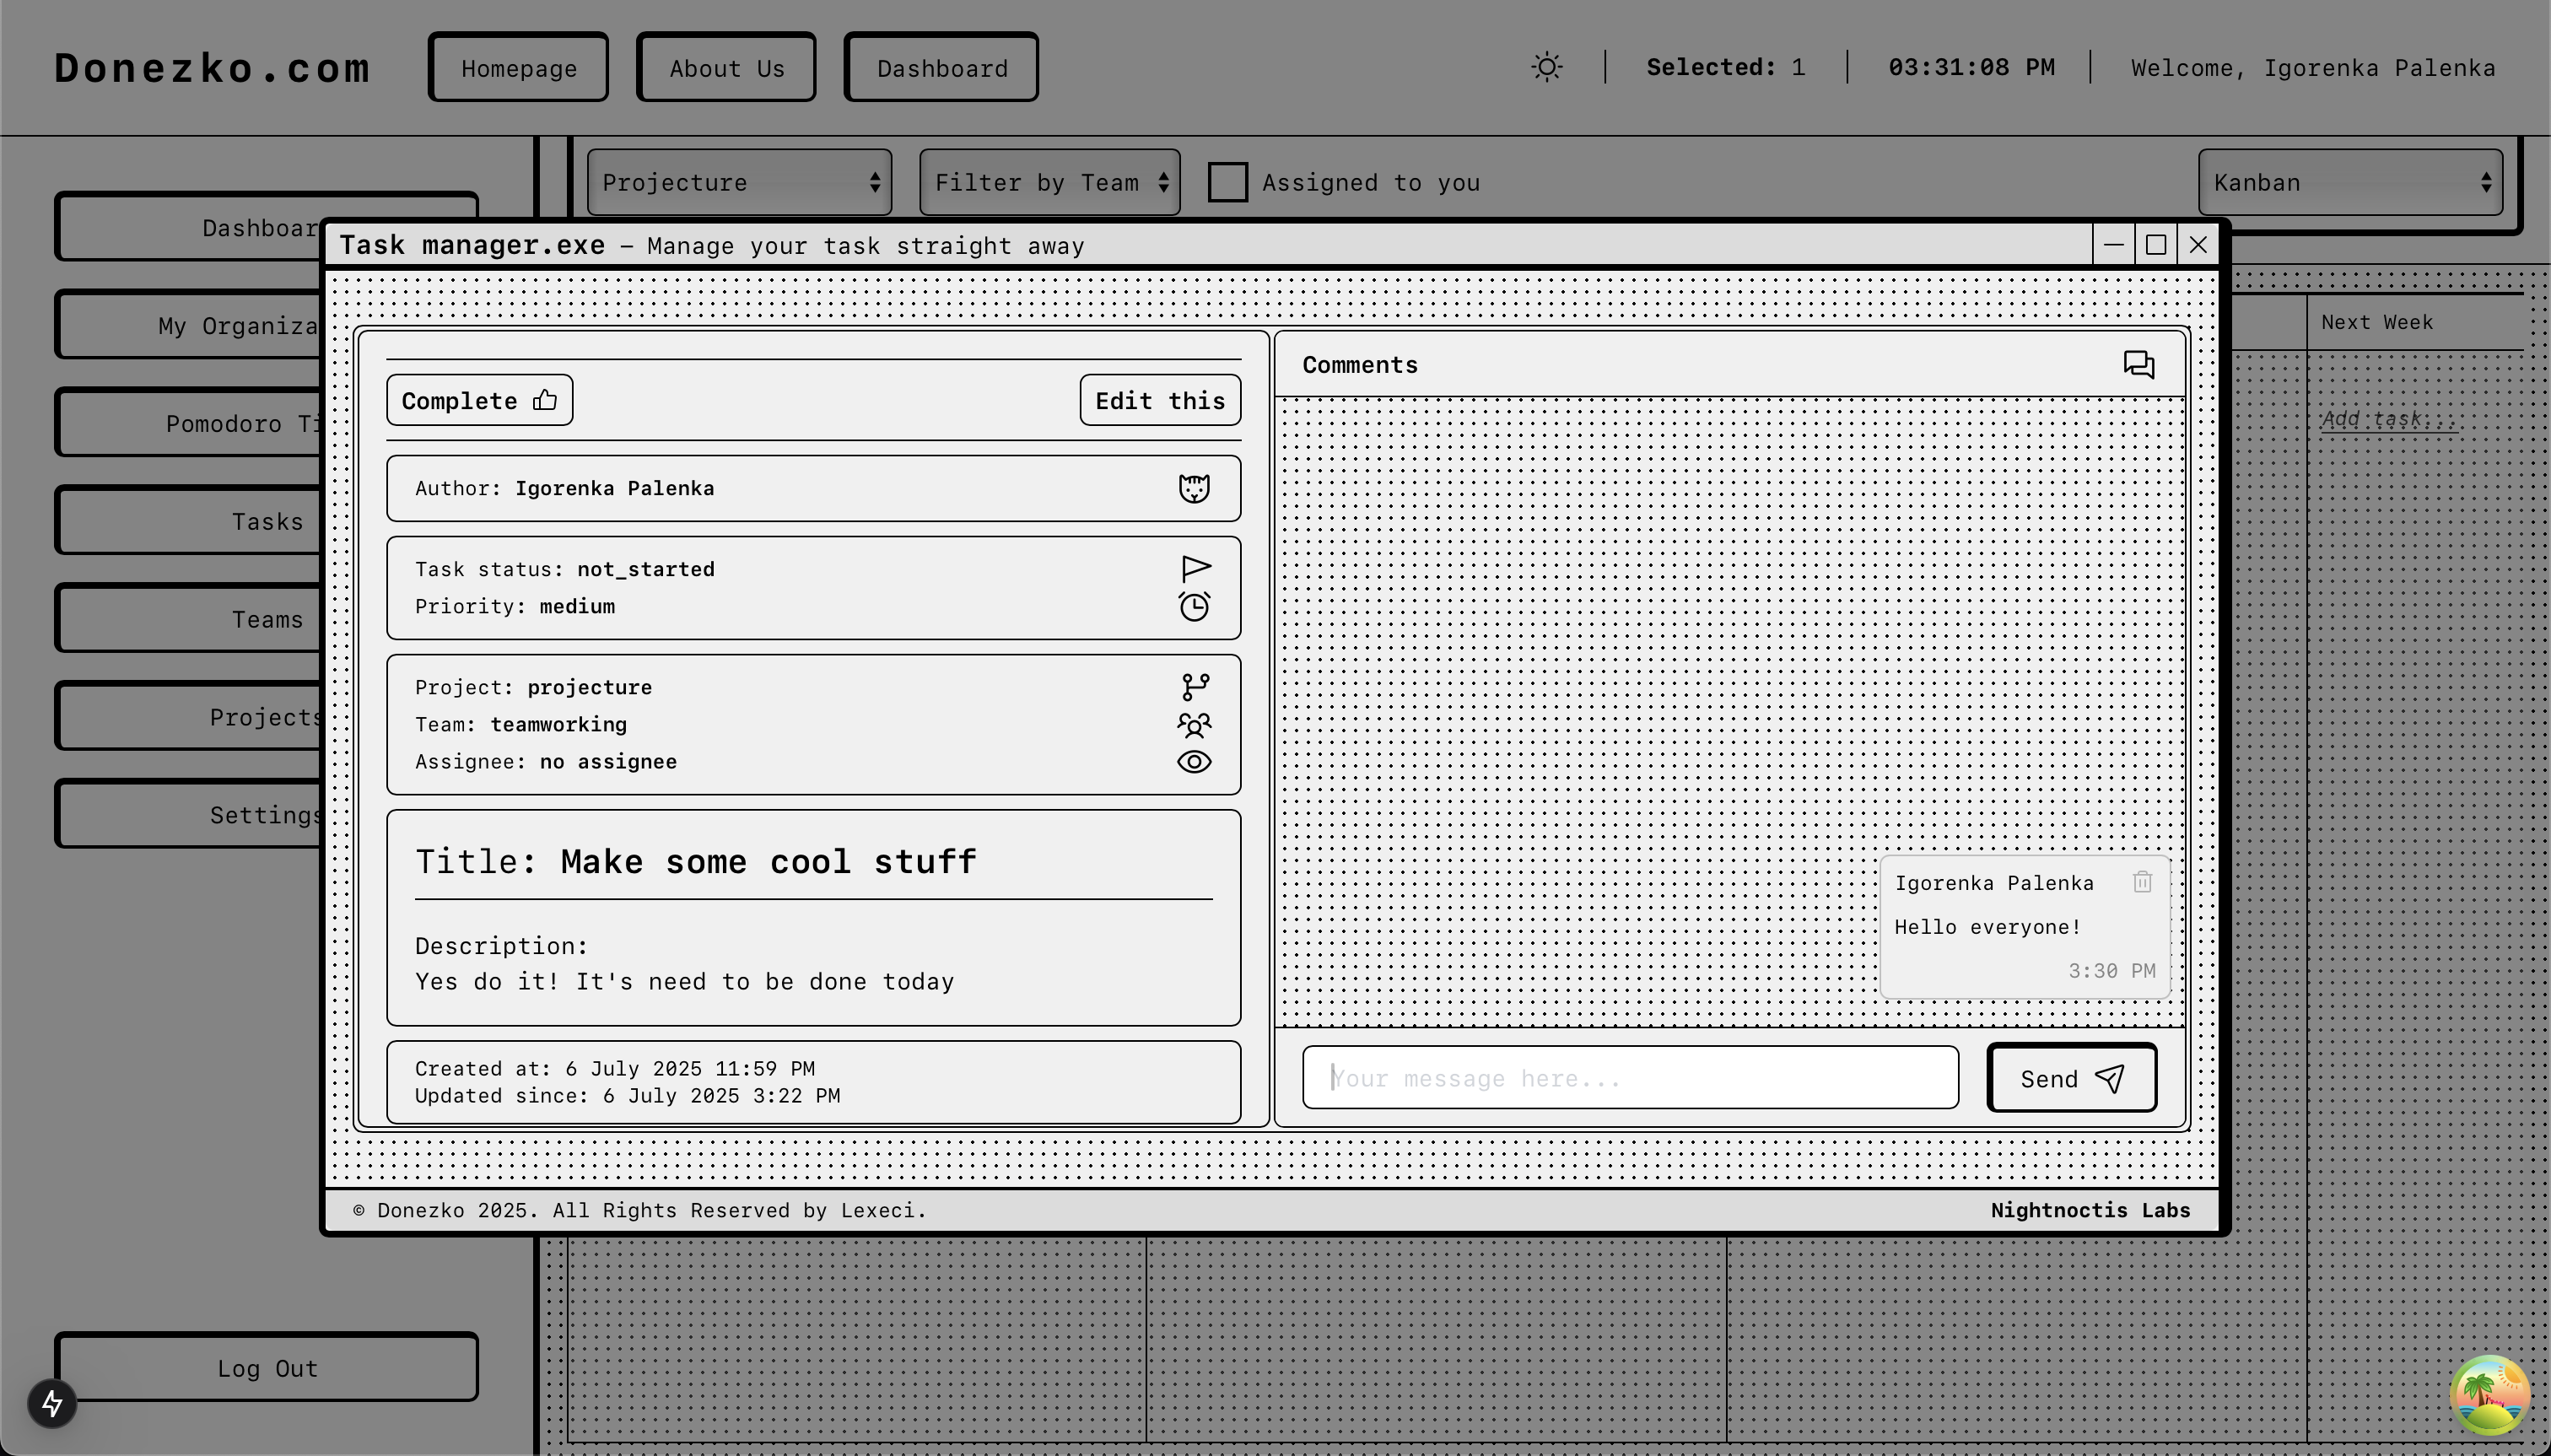 Donezko.com
Homepage
About Us
Dashboard
Selected: 1
03:31:08 PM
Welcome, Igorenka Palenka
Projecture
Filter by Team
Assigned to you
Kanban
Dashboar
My Organiza
Pomodoro Ti
Tasks
Teams
Projects
Settings
Log Out
Task manager.exe – Manage your task straight away
Complete
Edit this
Author: Igorenka Palenka
Task status: not_started
Priority: medium
Project: projecture
Team: teamworking
Assignee: no assignee
Title: Make some cool stuff
Description:
Yes do it! It's need to be done today
Created at: 6 July 2025 11:59 PM
Updated since: 6 July 2025 3:22 PM
Comments
Igorenka Palenka
Hello everyone!
3:30 PM
Your message here...
Send
© Donezko 2025. All Rights Reserved by Lexeci.
Nightnoctis Labs
Next Week
Add task...